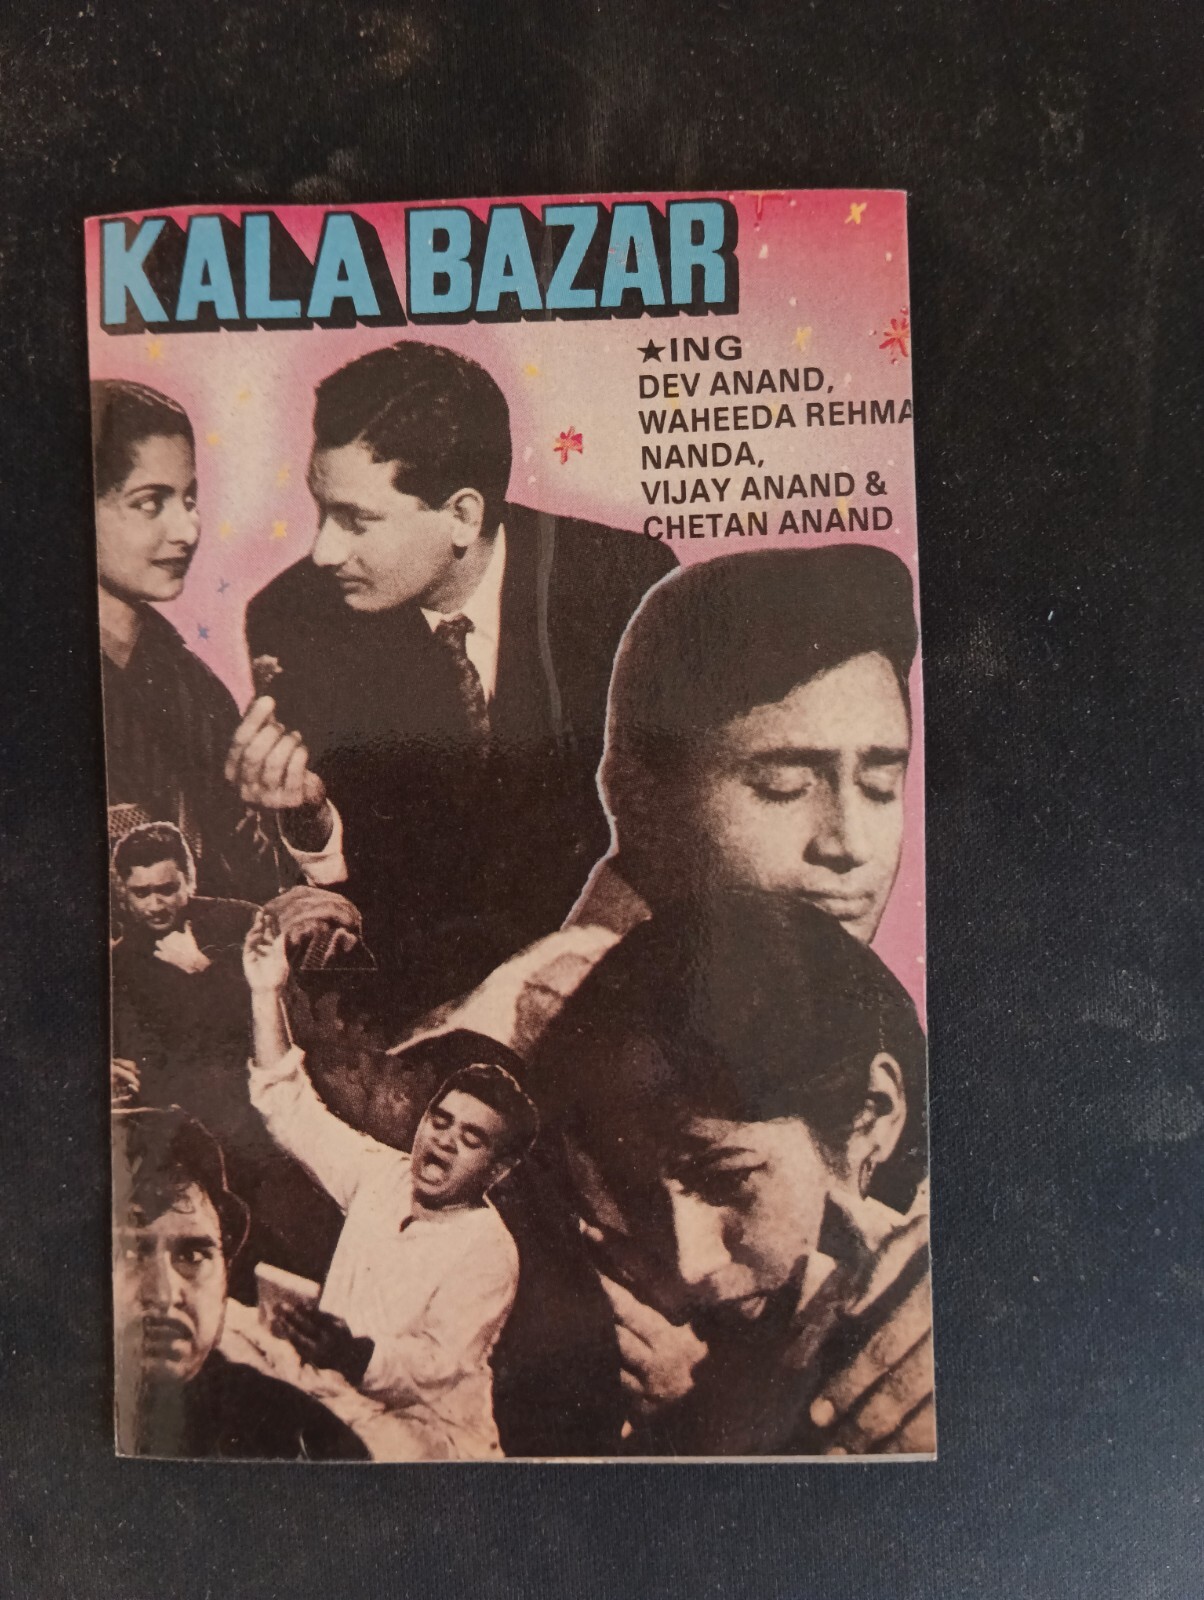 KALA BAZAR
★ING
DEV ANAND,
WAHEEDA REHMA
NANDA,
VIJAY ANAND &
CHETAN ANAND